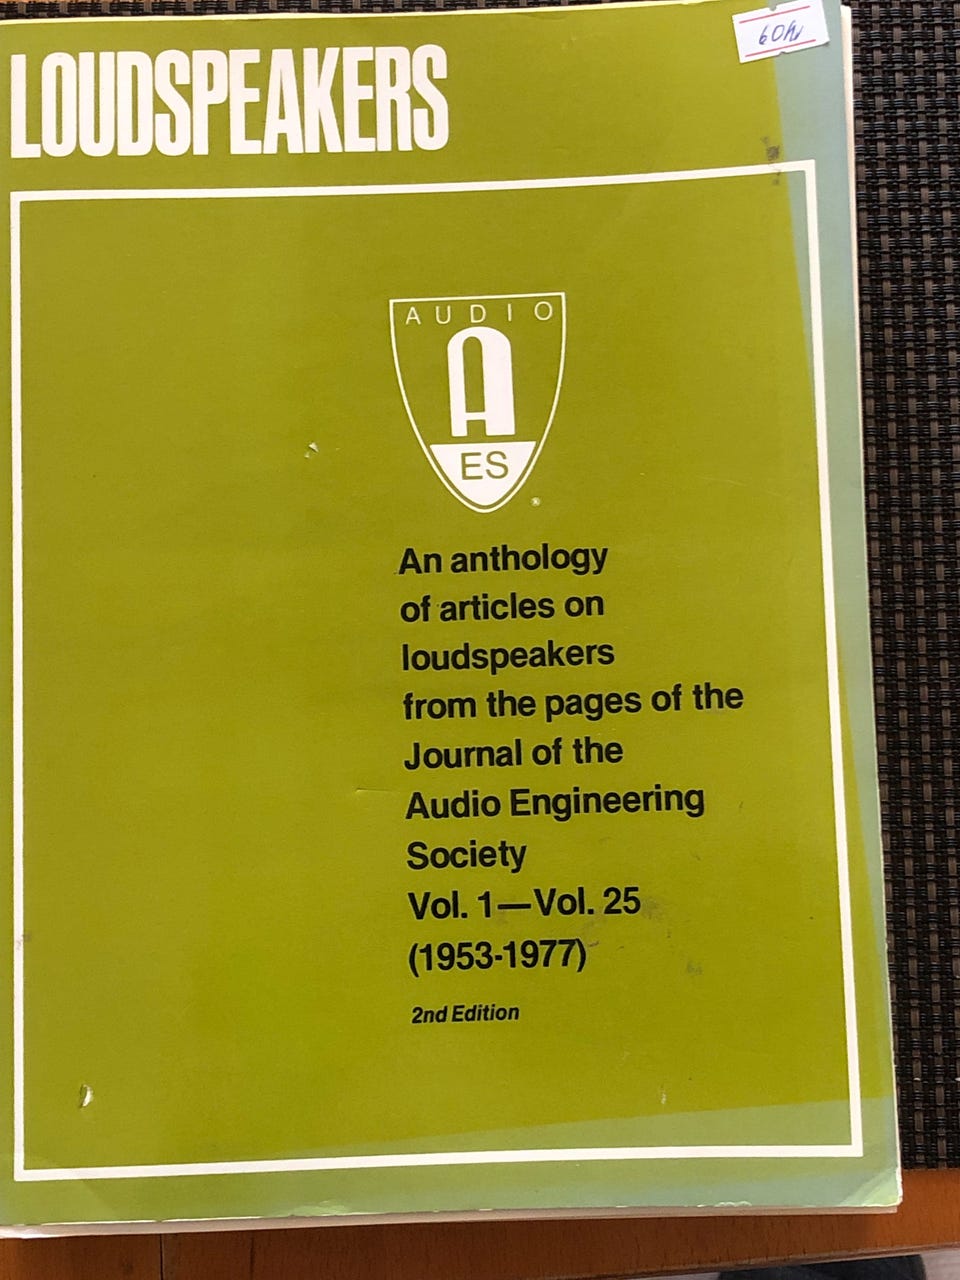 60kr
LOUDSPEAKERS
AUDIO
A
ES
®
An anthology
of articles on
loudspeakers
from the pages of the
Journal of the
Audio Engineering
Society
Vol. 1—Vol. 25
(1953-1977)
2nd Edition